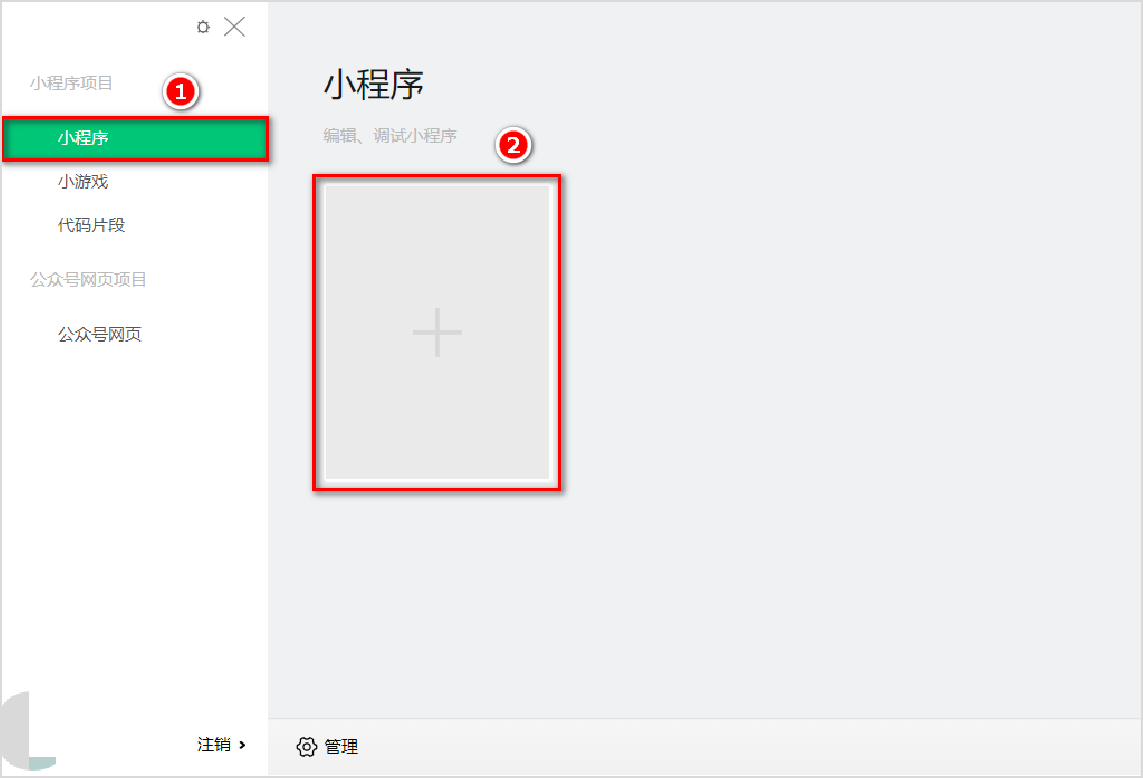 小程序项目
1
小程序
小游戏
代码片段
公众号网页项目
公众号网页
注销
小程序
编辑、调试小程序
2
管理